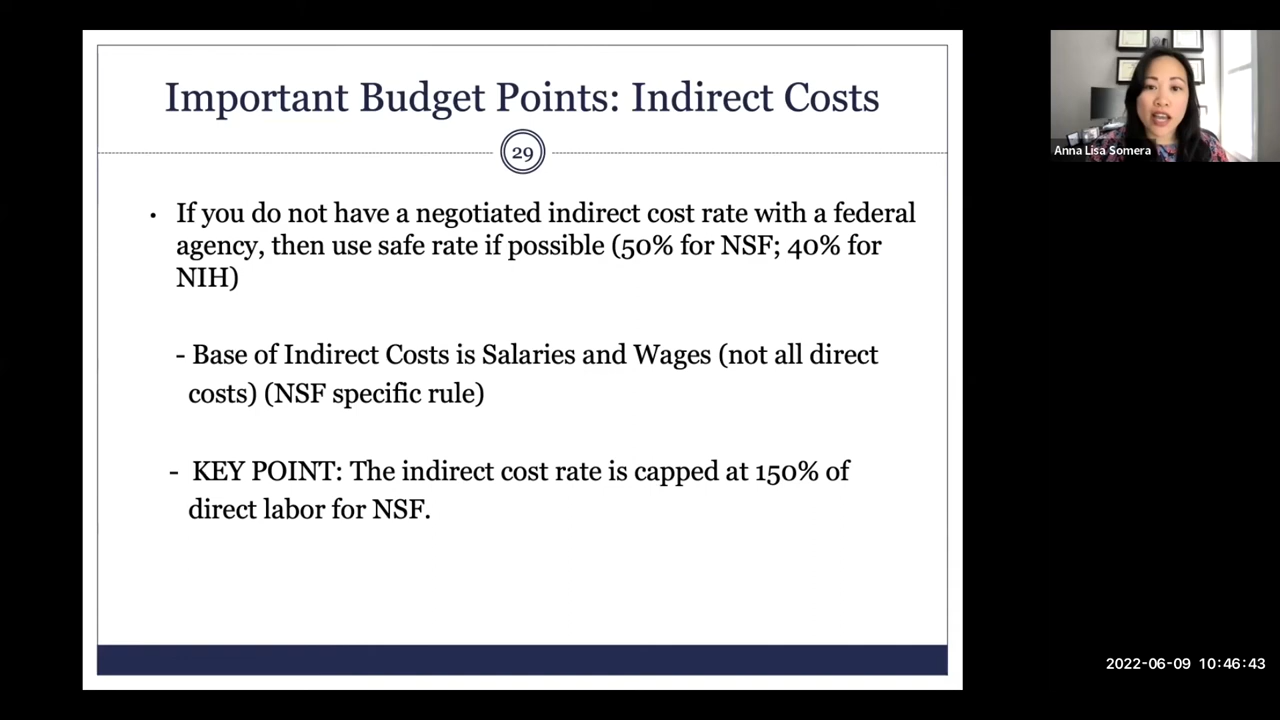 Important Budget Points: Indirect Costs
29
• If you do not have a negotiated indirect cost rate with a federal
agency, then use safe rate if possible (50% for NSF; 40% for
NIH)
- Base of Indirect Costs is Salaries and Wages (not all direct
costs) (NSF specific rule)
- KEY POINT: The indirect cost rate is capped at 150% of
direct labor for NSF.
Anna Lisa Somera
2022-06-09 10:46:43